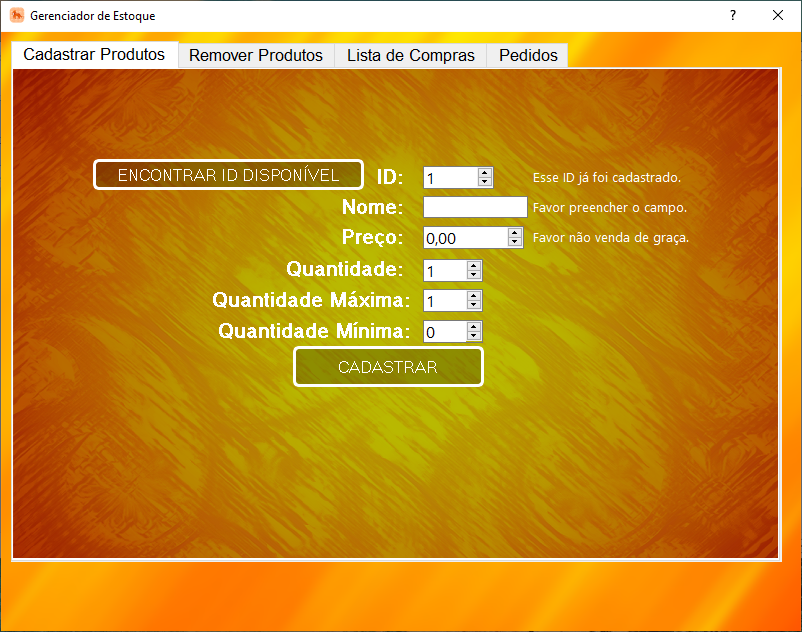 Gerenciador de Estoque
Cadastrar Produtos Remover Produtos Lista de Compras Pedidos
ENCONTRAR ID DISPONÍVEL ID: 1 Esse ID já foi cadastrado.
Nome: Favor preencher o campo.
Preço: 0,00 Favor não venda de graça.
Quantidade: 1
Quantidade Máxima: 1
Quantidade Mínima: 0
CADASTRAR